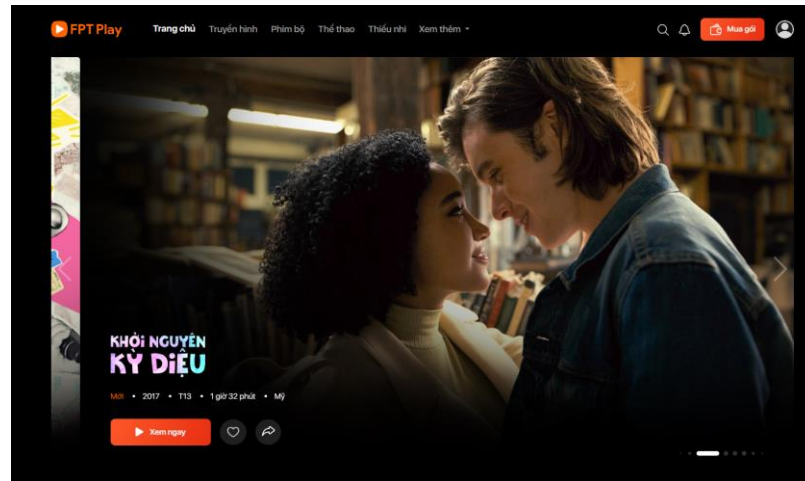 FPT Play Trang chủ Truyền hình Phim bộ Thể thao Thiếu nhi Xem thêm Mua gói
KHỞI NGUYÊN
KỲ DIỆU
Mới • 2017 • T13 • 1 giờ 32 phút • Mỹ
Xem ngay